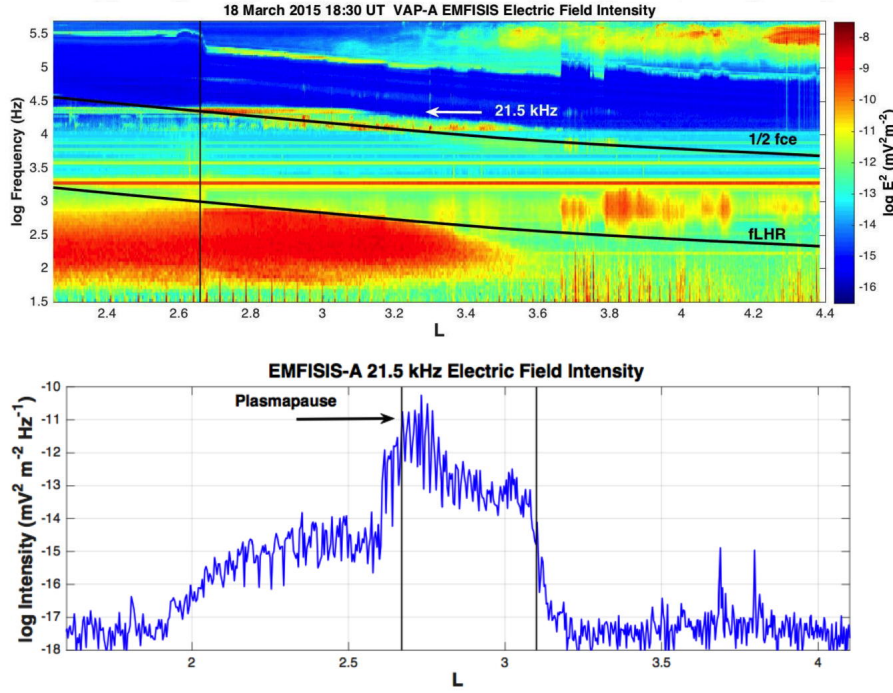 18 March 2015 18:30 UT VAP-A EMFISIS Electric Field Intensity
log Frequency (Hz)
5.5
5
4.5
4
3.5
3
2.5
2
1.5
21.5 kHz
1/2 fce
fLHR
2.4 2.6 2.8 3 3.2 3.4 3.6 3.8 4 4.2 4.4
L
-8
-9
-10
-11
-12
-13
-14
-15
-16
log E2 (mV2m-2)
EMFISIS-A 21.5 kHz Electric Field Intensity
log Intensity (mV2 m-2 Hz-1)
-10
-11
-12
-13
-14
-15
-16
-17
-18
Plasmapause
2 2.5 3 3.5 4
L